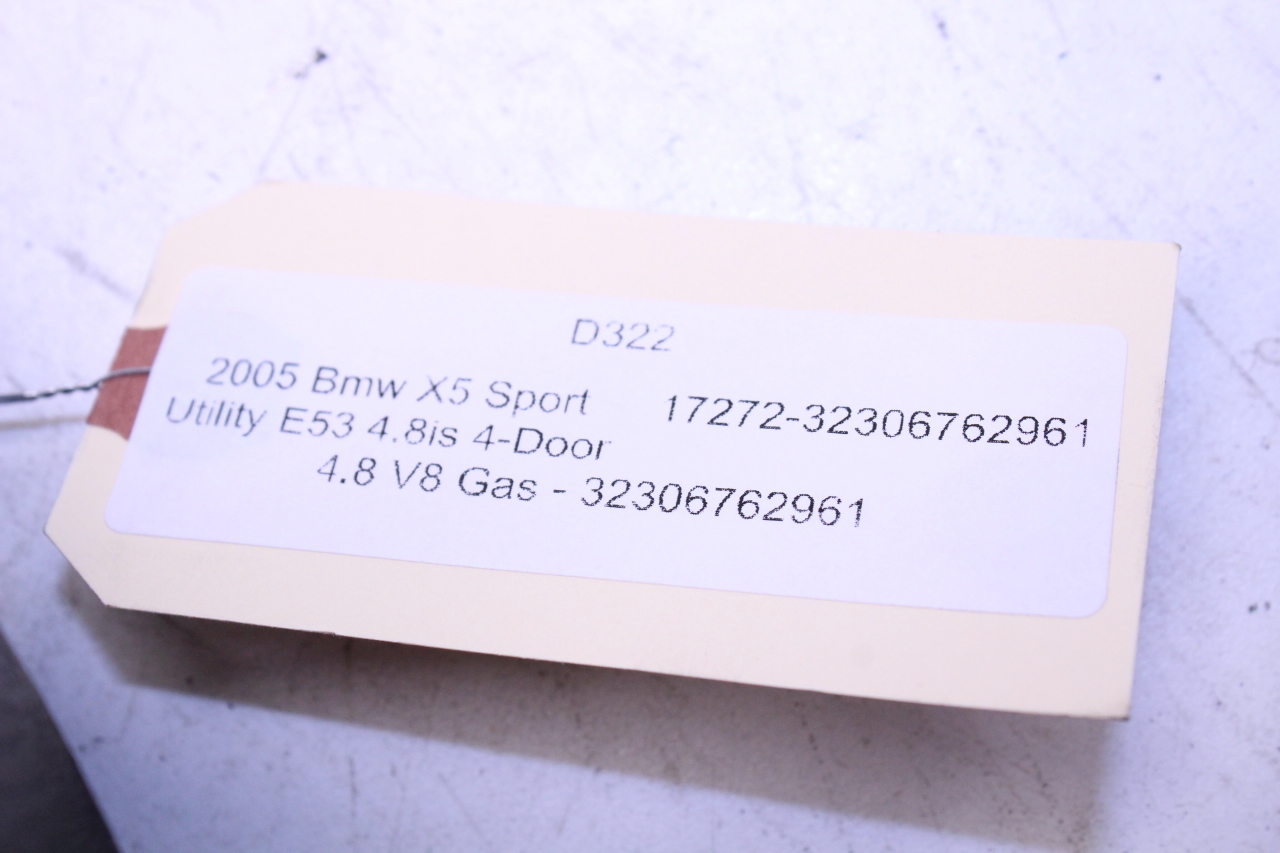 D322
2005 Bmw X5 Sport
Utility E53 4.8is 4-Door
4.8 V8 Gas - 32306762961
17272-32306762961